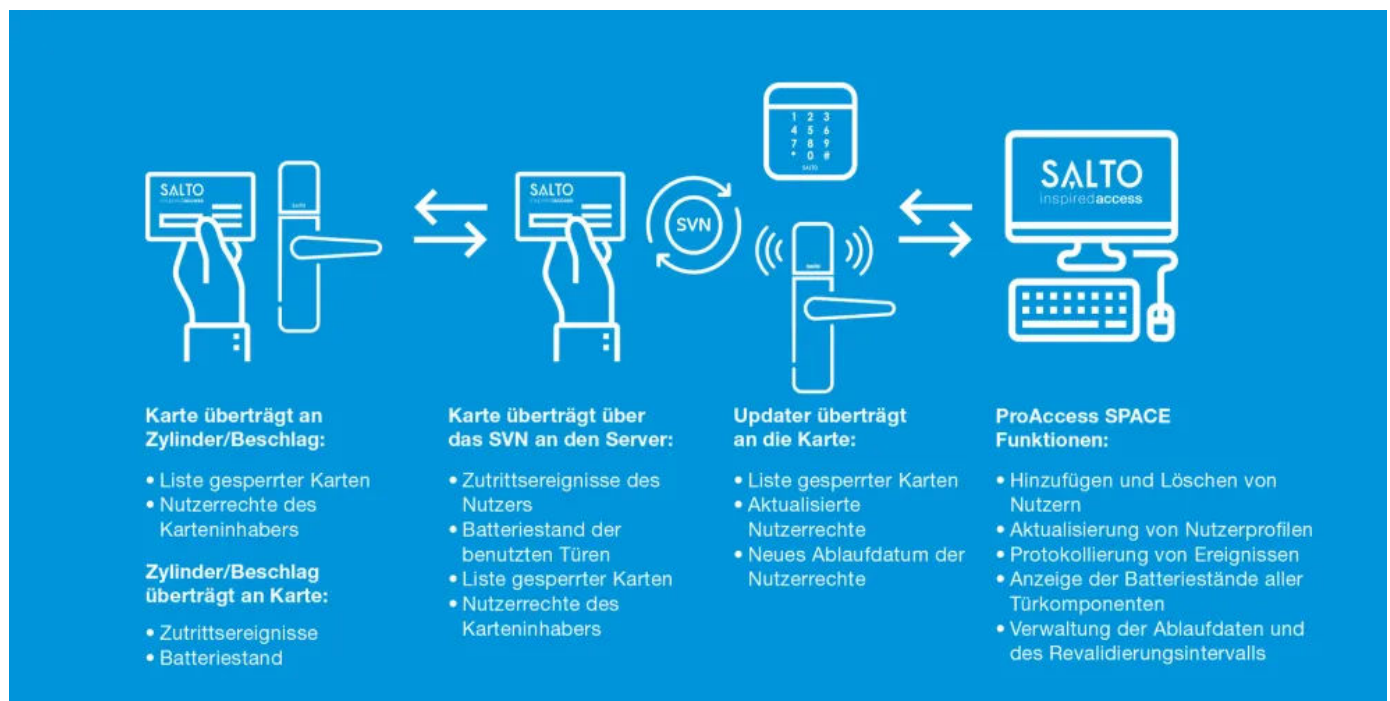 SALTO
inspiredaccess
SALTO
SALTO
inspiredaccess
SVN
1 2 3
4 5 6
7 8 9
* 0 #
SALTO
SALTO
SALTO
inspiredaccess
Karte überträgt an
Zylinder/Beschlag:
• Liste gesperrter Karten
• Nutzerrechte des
Karteninhabers
Zylinder/Beschlag
überträgt an Karte:
• Zutrittsereignisse
• Batteriestand
Karte überträgt über
das SVN an den Server:
• Zutrittsereignisse des
Nutzers
• Batteriestand der
benutzten Türen
• Liste gesperrter Karten
• Nutzerrechte des
Karteninhabers
Updater überträgt
an die Karte:
• Liste gesperrter Karten
• Aktualisierte
Nutzerrechte
• Neues Ablaufdatum der
Nutzerrechte
ProAccess SPACE
Funktionen:
• Hinzufügen und Löschen von
Nutzern
• Aktualisierung von Nutzerprofilen
• Protokollierung von Ereignissen
• Anzeige der Batteriestände aller
Türkomponenten
• Verwaltung der Ablaufdaten und
des Revalidierungsintervalls